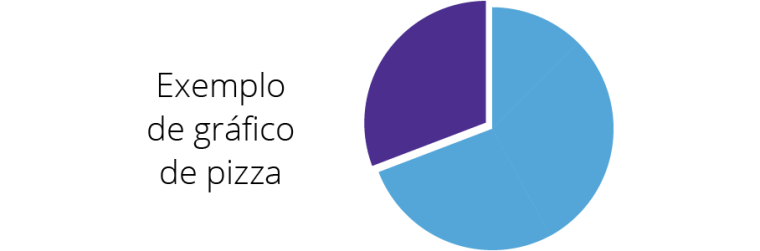 Exemplo
de gráfico
de pizza